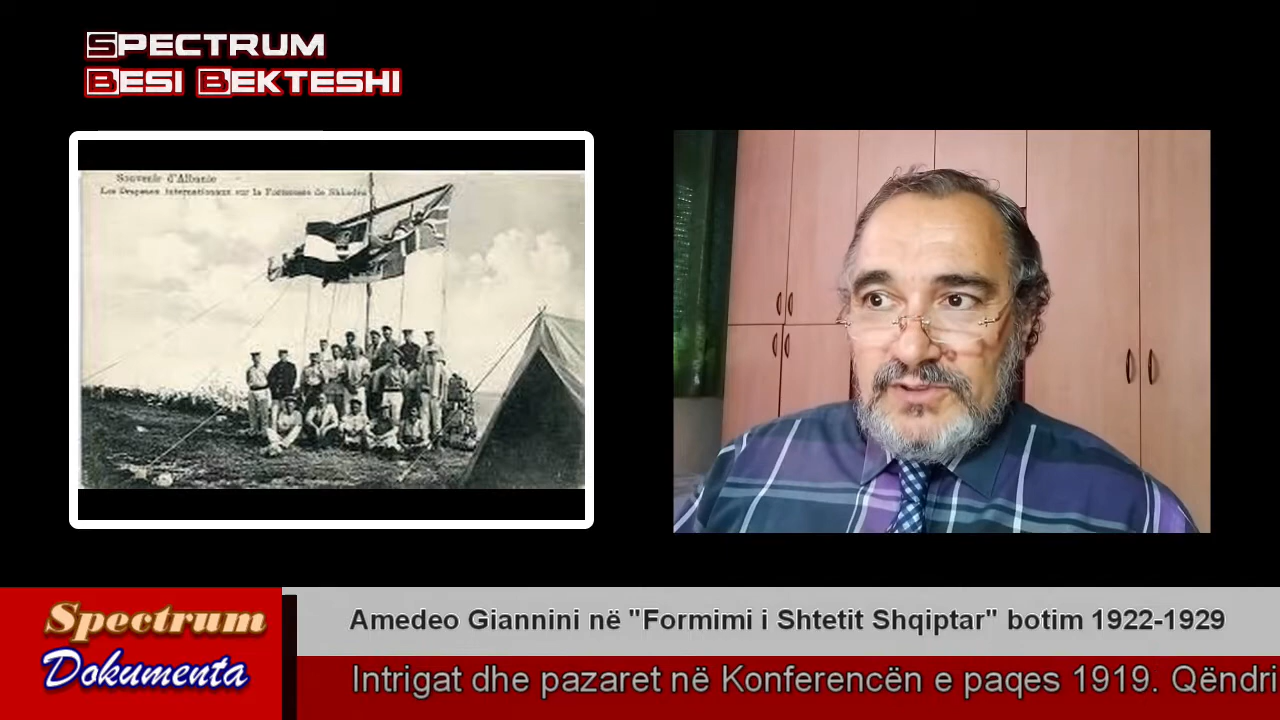 Spectrum
Besi Bekteshi
Souvenir d'Albanie
Les Drapeaux internationaux sur la Forteresse de Shkodra
Spectrum
Dokumenta
Amedeo Giannini në "Formimi i Shtetit Shqiptar" botim 1922-1929
Intrigat dhe pazaret në Konferencën e paqes 1919. Qëndri